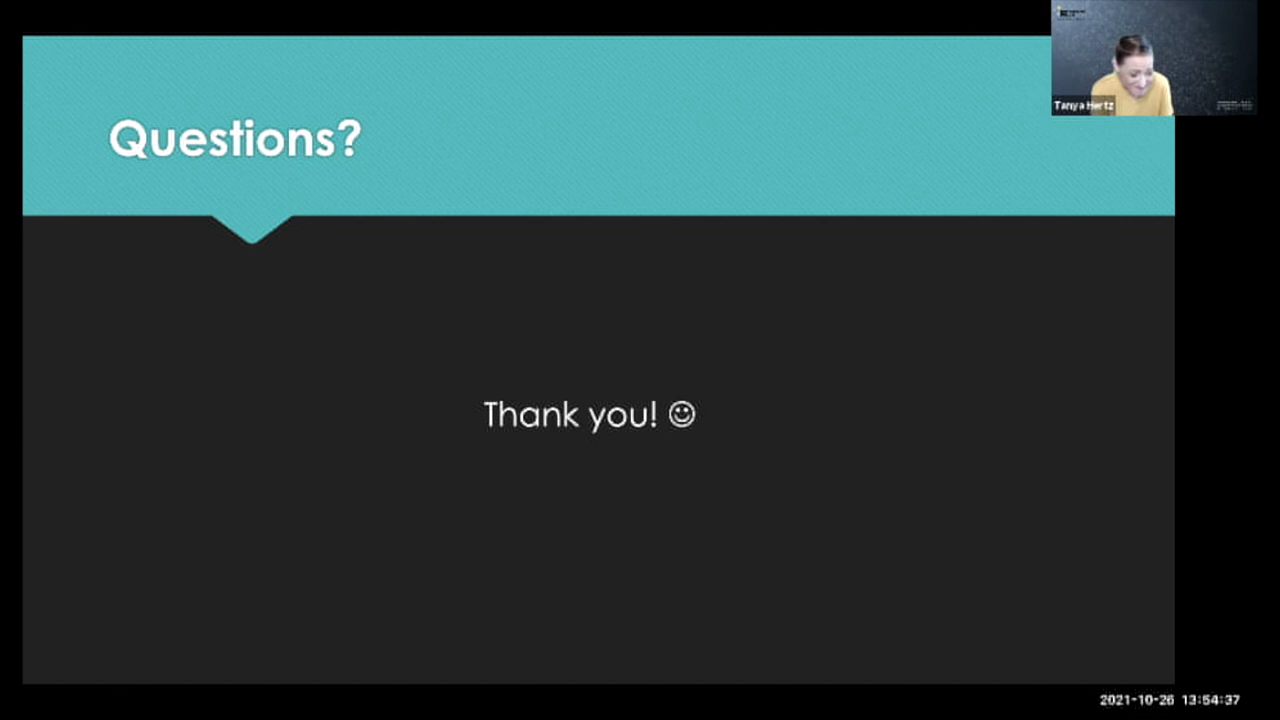 Tanya Hertz
Questions?
Thank you! ☺
2021-10-26 13:54:37